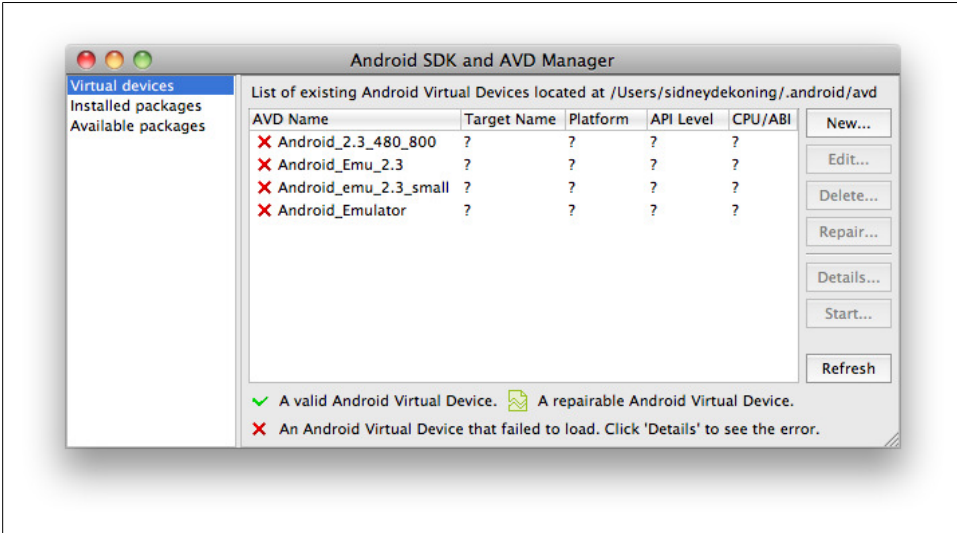 Android SDK and AVD Manager
Virtual devices
Installed packages
Available packages
List of existing Android Virtual Devices located at /Users/sidneydekoning/.android/avd
AVD Name Target Name Platform API Level CPU/ABI
Android_2.3_480_800 ? ? ? ?
Android_Emu_2.3 ? ? ? ?
Android_emu_2.3_small ? ? ? ?
Android_Emulator ? ? ? ?
New...
Edit...
Delete...
Repair...
Details...
Start...
Refresh
A valid Android Virtual Device. A repairable Android Virtual Device.
An Android Virtual Device that failed to load. Click 'Details' to see the error.